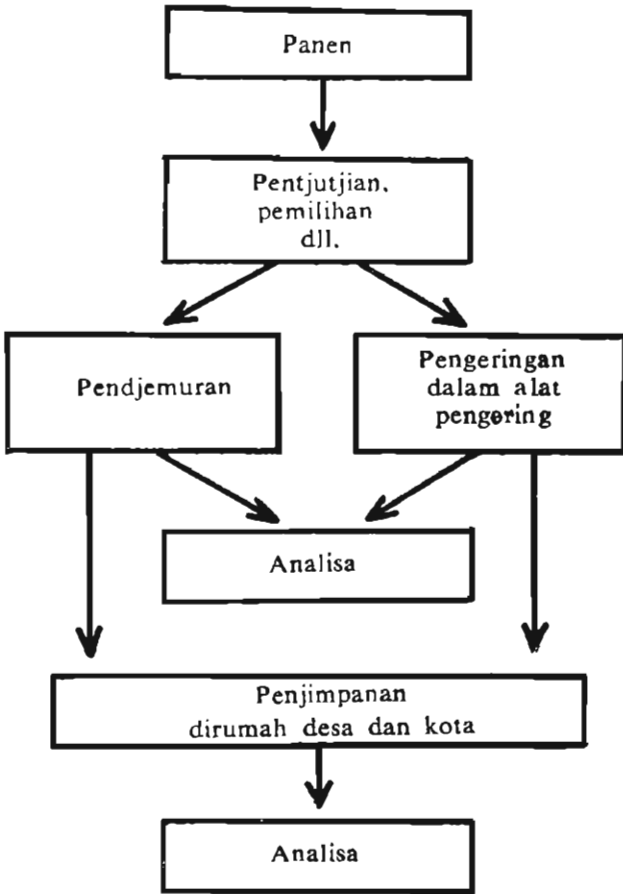 Panen
Pentjutjian.
pemilihan
dll.
Pendjemuran
Pengeringan
dalam alat
pengering
Analisa
Penjimpanan
dirumah desa dan kota
Analisa